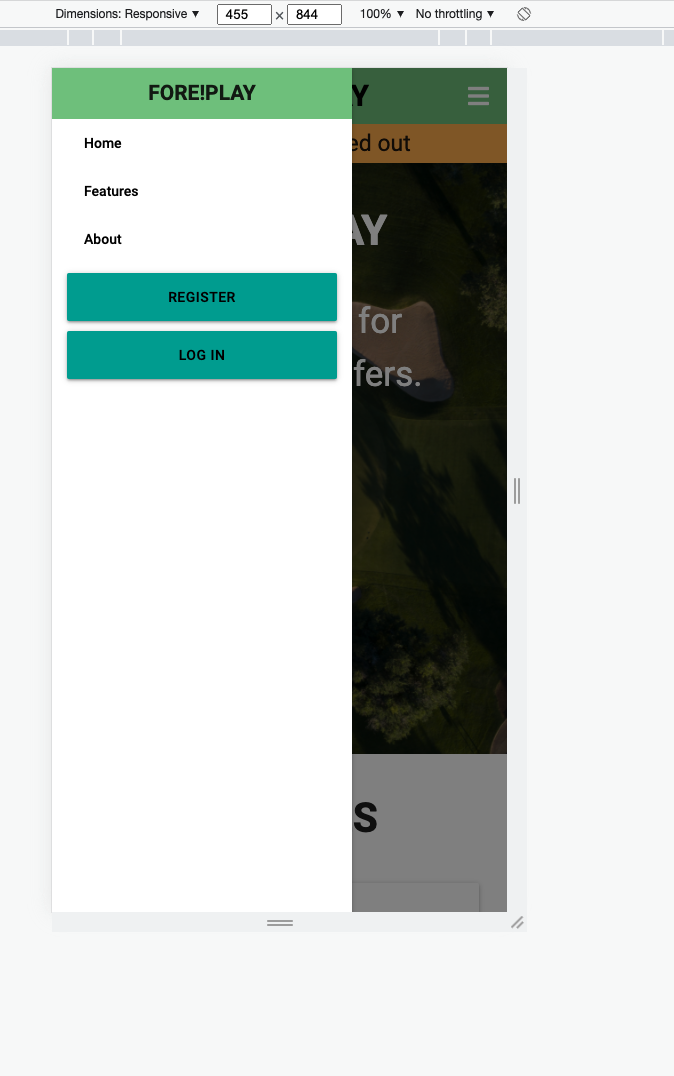 Dimensions: Responsive ▼ 455 × 844 100% ▼ No throttling ▼
FORE!PLAY
Y
ed out
Home
Features
About
AY
REGISTER
for
LOG IN
fers.
S